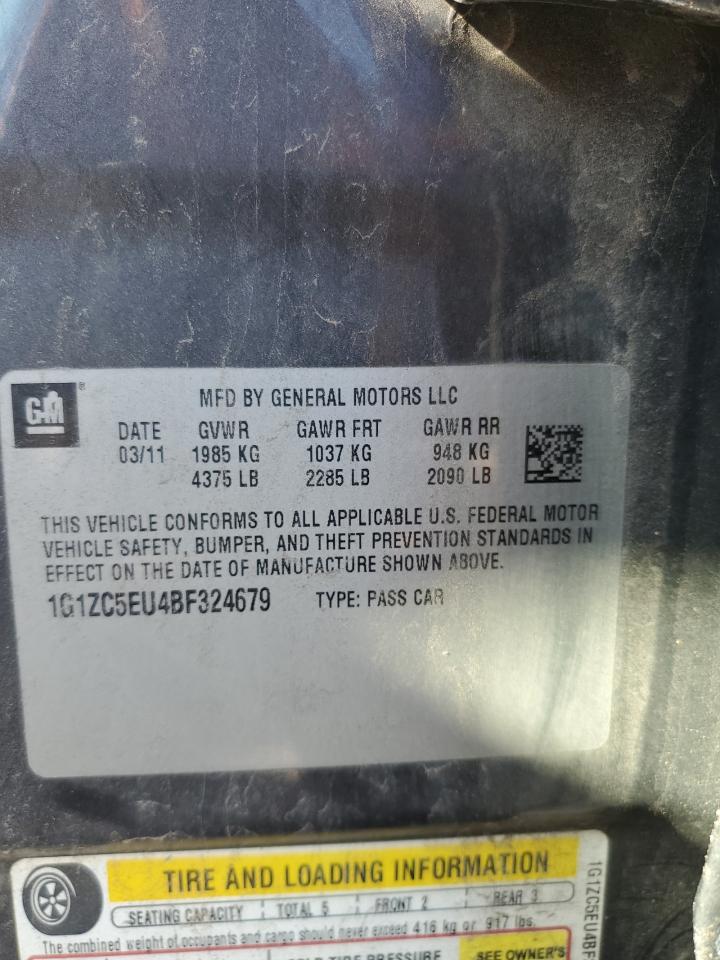 GM ®
MFD BY GENERAL MOTORS LLC
DATE GVWR GAWR FRT GAWR RR
03/11 1985 KG 1037 KG 948 KG
4375 LB 2285 LB 2090 LB
THIS VEHICLE CONFORMS TO ALL APPLICABLE U.S. FEDERAL MOTOR
VEHICLE SAFETY, BUMPER, AND THEFT PREVENTION STANDARDS IN
EFFECT ON THE DATE OF MANUFACTURE SHOWN ABOVE.
1G1ZC5EU4BF324679 TYPE: PASS CAR
TIRE AND LOADING INFORMATION
SEATING CAPACITY TOTAL 5 FRONT 2 REAR 3
The combined weight of occupants and cargo should never exceed 416 kg or 917 lbs.
TIRE PRESSURE SEE OWNER'S
1G1ZC5EU4BF